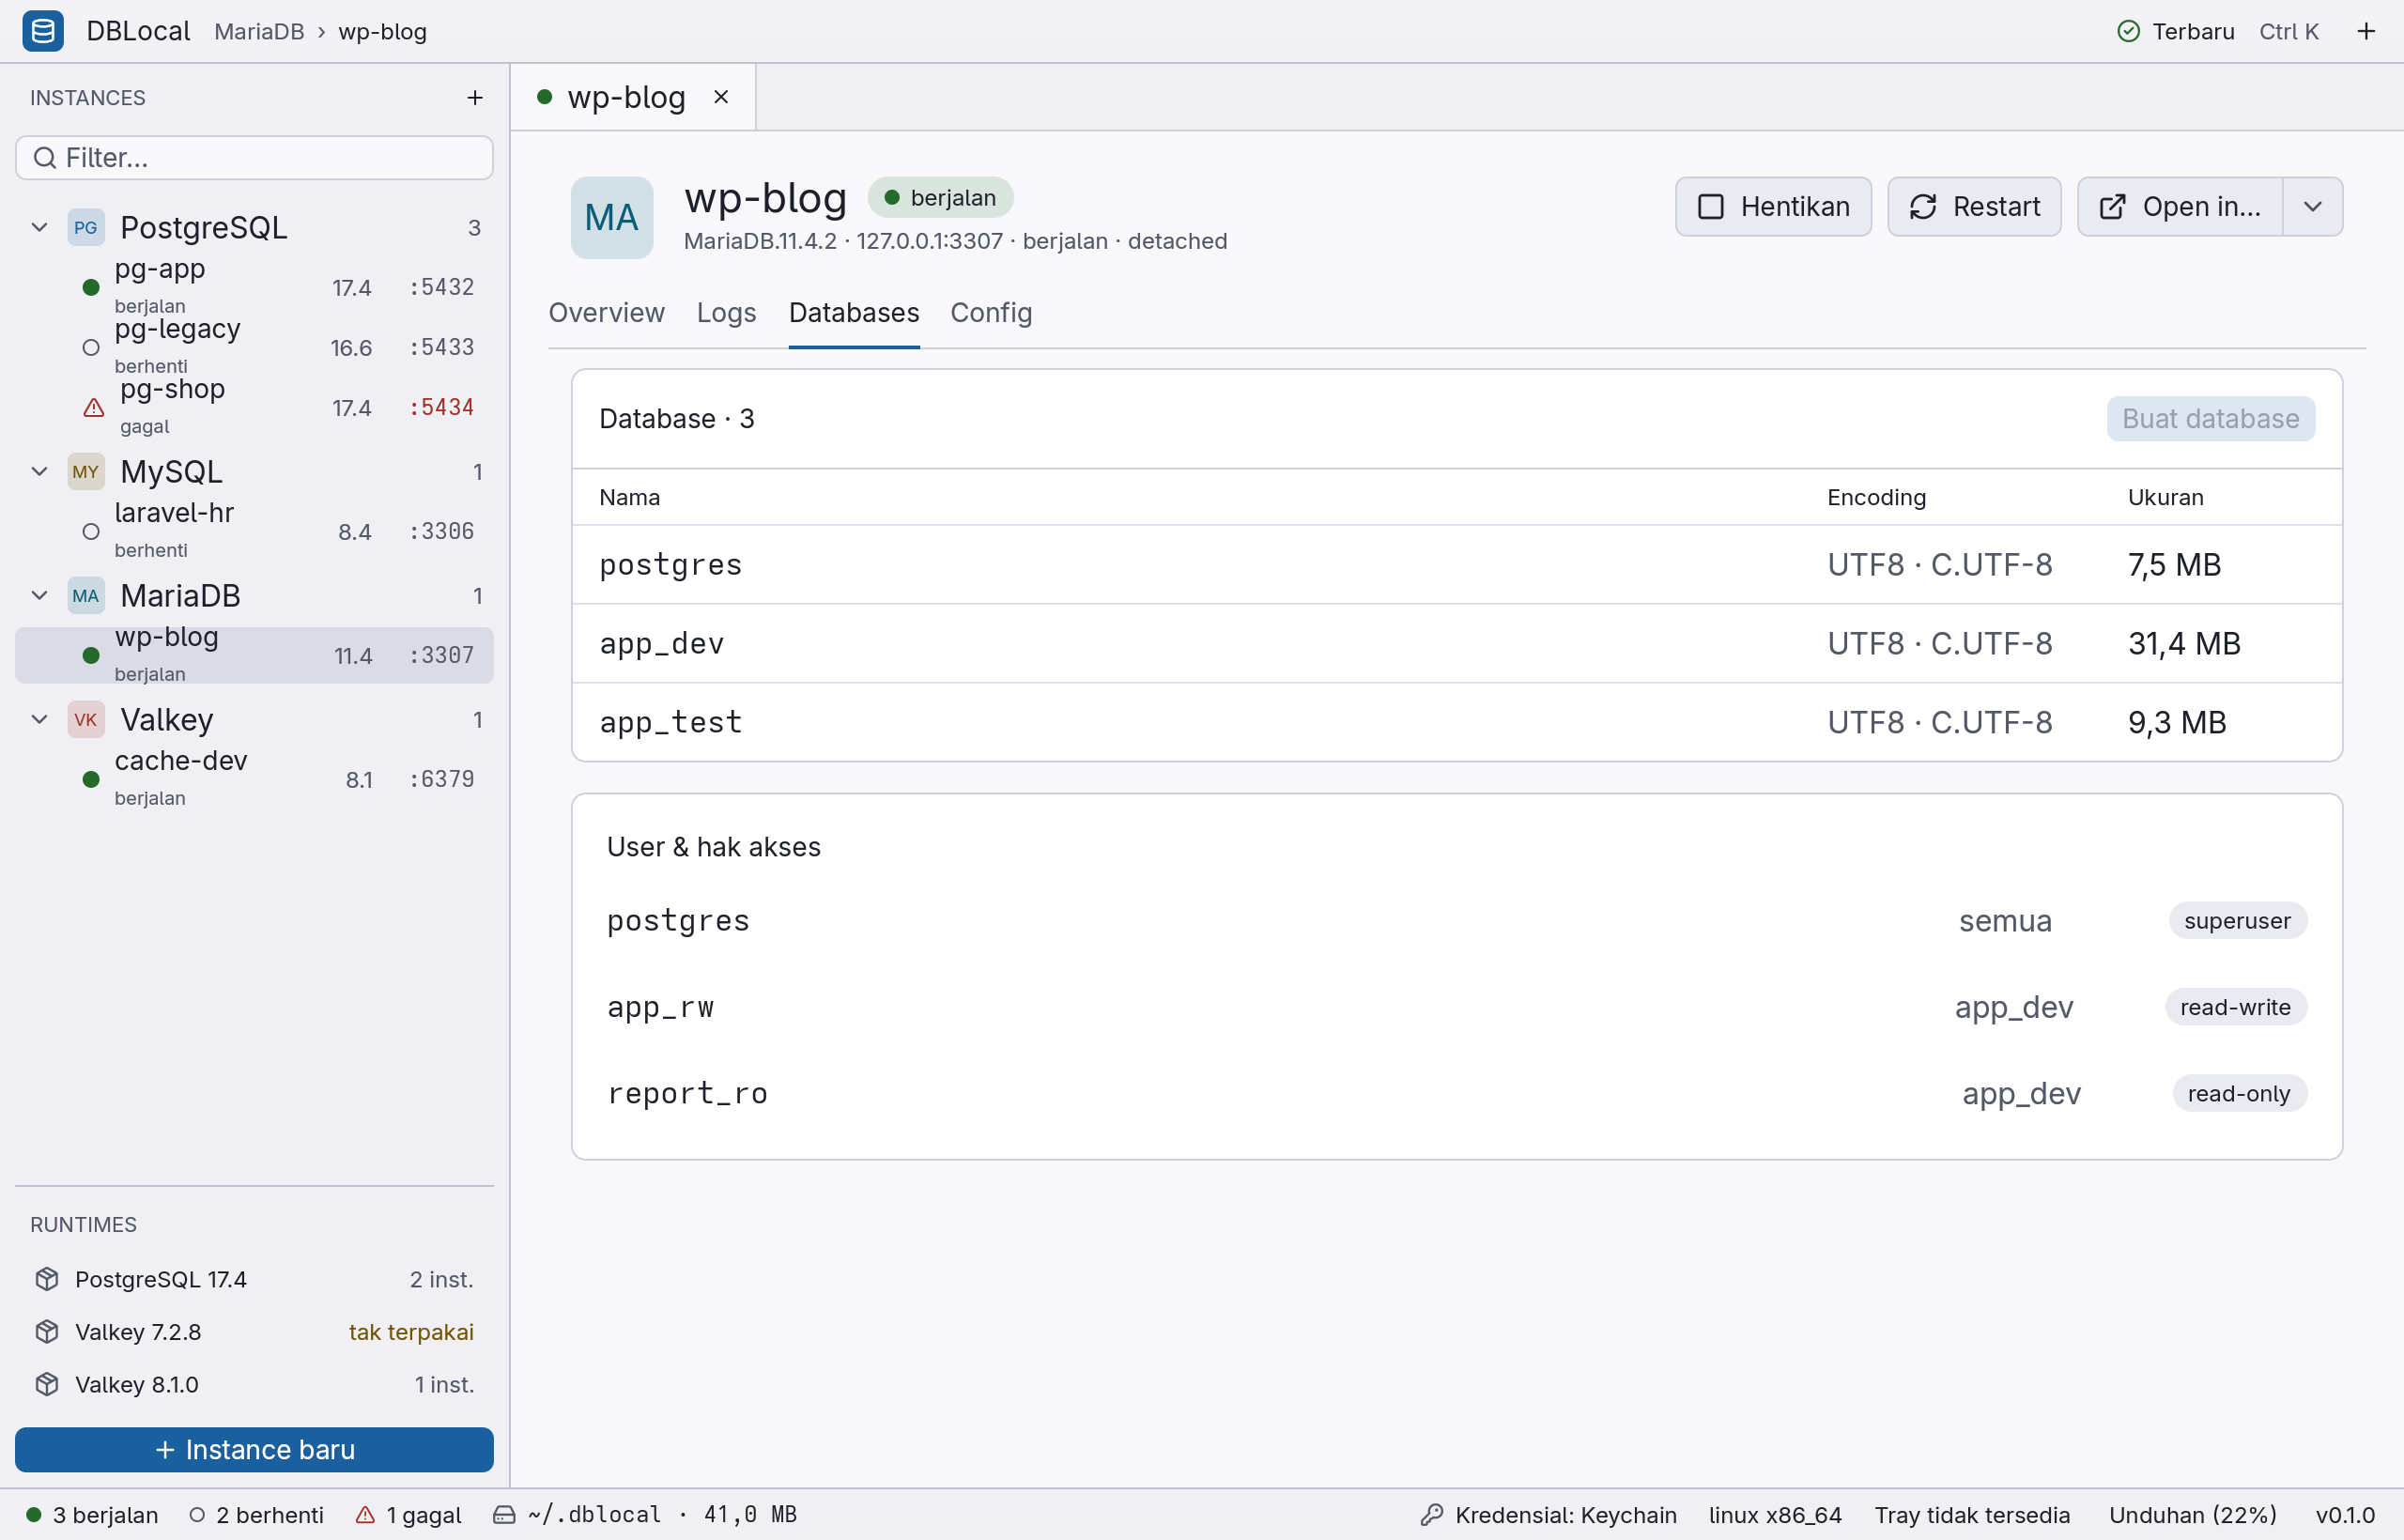 DBLocal MariaDB › wp-blog
Terbaru Ctrl K +
INSTANCES +
Filter...
PG PostgreSQL 3
pg-app 17.4 :5432
berjalan
pg-legacy 16.6 :5433
berhenti
pg-shop 17.4 :5434
gagal
MY MySQL 1
laravel-hr 8.4 :3306
berhenti
MA MariaDB 1
wp-blog 11.4 :3307
berjalan
VK Valkey 1
cache-dev 8.1 :6379
berjalan
RUNTIMES
PostgreSQL 17.4 2 inst.
Valkey 7.2.8 tak terpakai
Valkey 8.1.0 1 inst.
+ Instance baru
wp-blog ×
MA wp-blog berjalan
MariaDB.11.4.2 · 127.0.0.1:3307 · berjalan · detached
Hentikan Restart Open in...
Overview Logs Databases Config
Database · 3 Buat database
Nama Encoding Ukuran
postgres UTF8 · C.UTF-8 7,5 MB
app_dev UTF8 · C.UTF-8 31,4 MB
app_test UTF8 · C.UTF-8 9,3 MB
User & hak akses
postgres semua superuser
app_rw app_dev read-write
report_ro app_dev read-only
3 berjalan 2 berhenti 1 gagal ~/.dblocal · 41,0 MB
Kredensial: Keychain linux x86_64 Tray tidak tersedia Unduhan (22%) v0.1.0